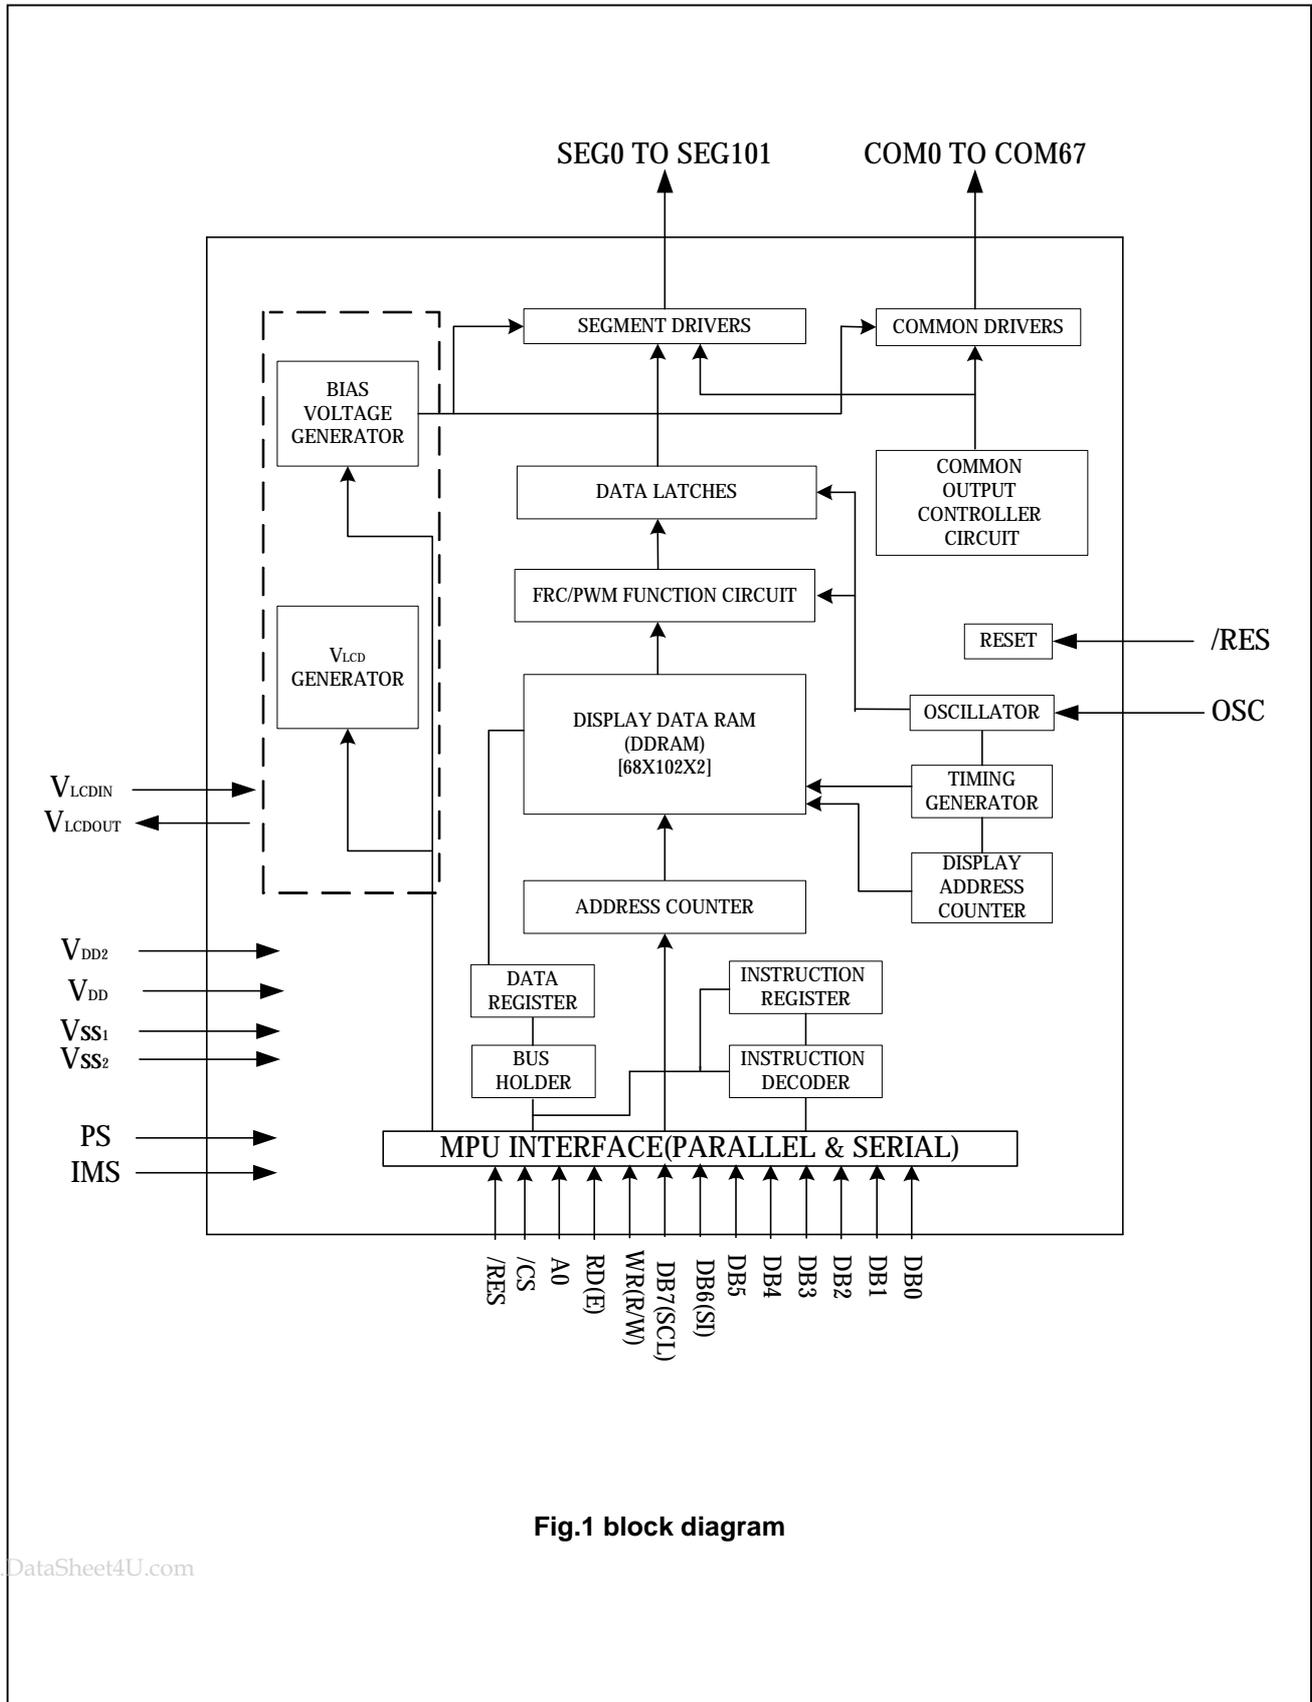 SEG0 TO SEG101
COM0 TO COM67
SEGMENT DRIVERS
COMMON DRIVERS
BIAS
VOLTAGE
GENERATOR
COMMON
OUTPUT
CONTROLLER
CIRCUIT
DATA LATCHES
FRC/PWM FUNCTION CIRCUIT
VLCD
GENERATOR
RESET
/RES
DISPLAY DATA RAM
(DDRAM)
[68X102X2]
OSCILLATOR
OSC
TIMING
GENERATOR
VLCDIN
VLCDOUT
DISPLAY
ADDRESS
COUNTER
ADDRESS COUNTER
VDD2
VDD
Vss1
Vss2
DATA
REGISTER
INSTRUCTION
REGISTER
BUS
HOLDER
INSTRUCTION
DECODER
PS
IMS
MPU INTERFACE(PARALLEL & SERIAL)
/RES
/CS
A0
RD(E)
WR(R/W)
DB7(SCL)
DB6(SI)
DB5
DB4
DB3
DB2
DB1
DB0
Fig.1 block diagram
.DataSheet4U.com